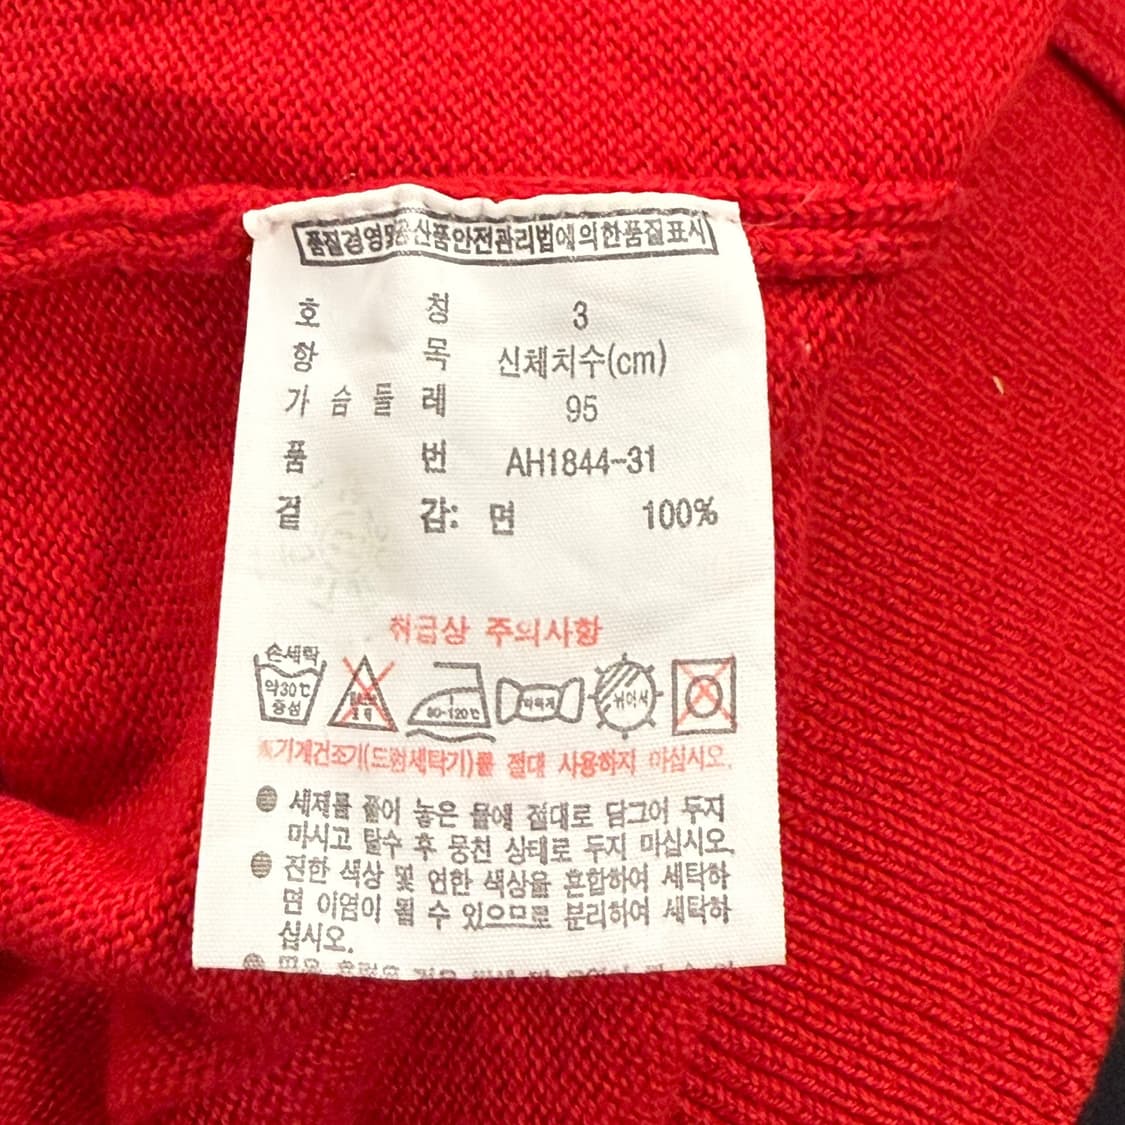 품질경영및공산품안전관리법에의한품질표시
호 칭 3
항 목 신체치수(cm)
가 슴 둘 레 95
품 번 AH1844-31
겉 감: 면 100%
취급상 주의사항
손세탁
약30℃
중성
80-120℃
뉘어서
※기계건조기(드럼세탁기)를 절대 사용하지 마십시오.
● 세제를 풀어 놓은 물에 절대로 담그어 두지
마시고 탈수 후 뭉친 상태로 두지 마십시오.
● 진한 색상 및 연한 색상을 혼합하여 세탁하
면 이염이 될 수 있으므로 분리하여 세탁하
십시오.